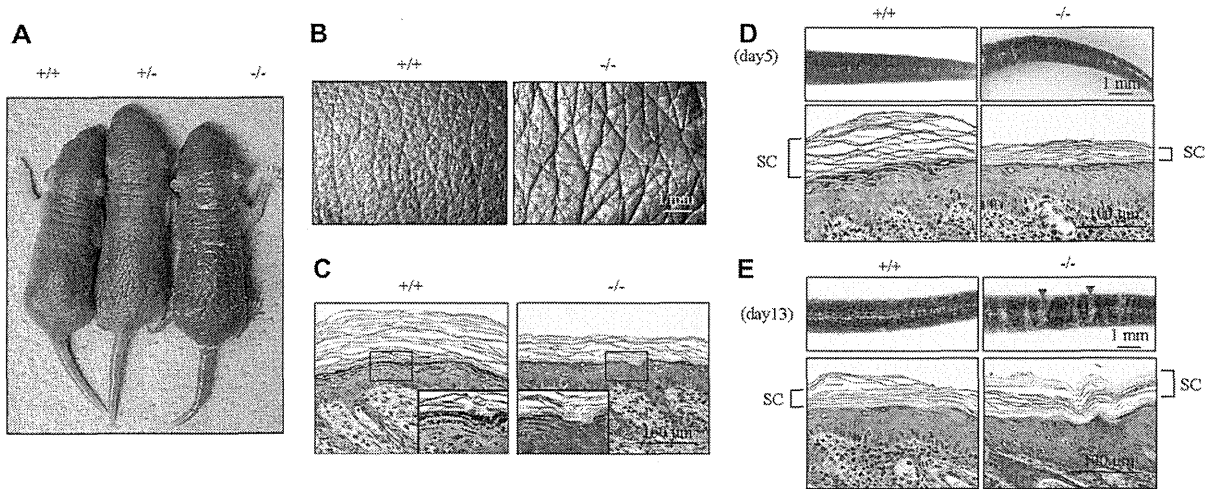 A
+/+ +/- -/-
B
+/+ -/-
1 mm
C
+/+ -/-
100 μm
D
+/+ -/-
(day5)
1 mm
SC SC
100 μm
E
+/+ -/-
(day13)
1 mm
SC SC
100 μm